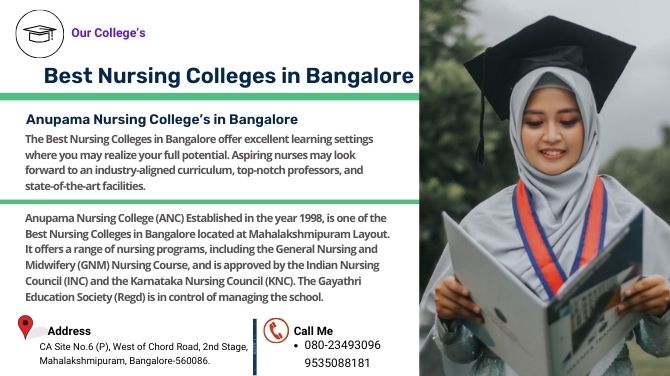 Our College's
Best Nursing Colleges in Bangalore
Anupama Nursing College's in Bangalore
The Best Nursing Colleges in Bangalore offer excellent learning settings
where you may realize your full potential. Aspiring nurses may look
forward to an industry-aligned curriculum, top-notch professors, and
state-of-the-art facilities.
Anupama Nursing College (ANC) Established in the year 1998, is one of the
Best Nursing Colleges in Bangalore located at Mahalakshmipuram Layout.
It offers a range of nursing programs, including the General Nursing and
Midwifery (GNM) Nursing Course, and is approved by the Indian Nursing
Council (INC) and the Karnataka Nursing Council (KNC). The Gayathri
Education Society (Regd) is in control of managing the school.
Address
CA Site No.6 (P), West of Chord Road, 2nd Stage,
Mahalakshmipuram, Bangalore-560086.
Call Me
• 080-23493096
9535088181